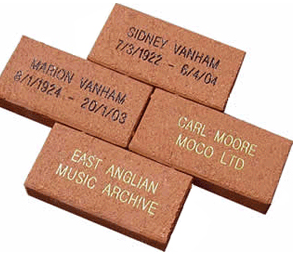 SIDNEY VANHAM
7/3/1922 - 6/4/04
MARION VANHAM
8/1/1924 - 20/1/03
CARL MOORE
MOCO LTD
EAST ANGLIAN
MUSIC ARCHIVE